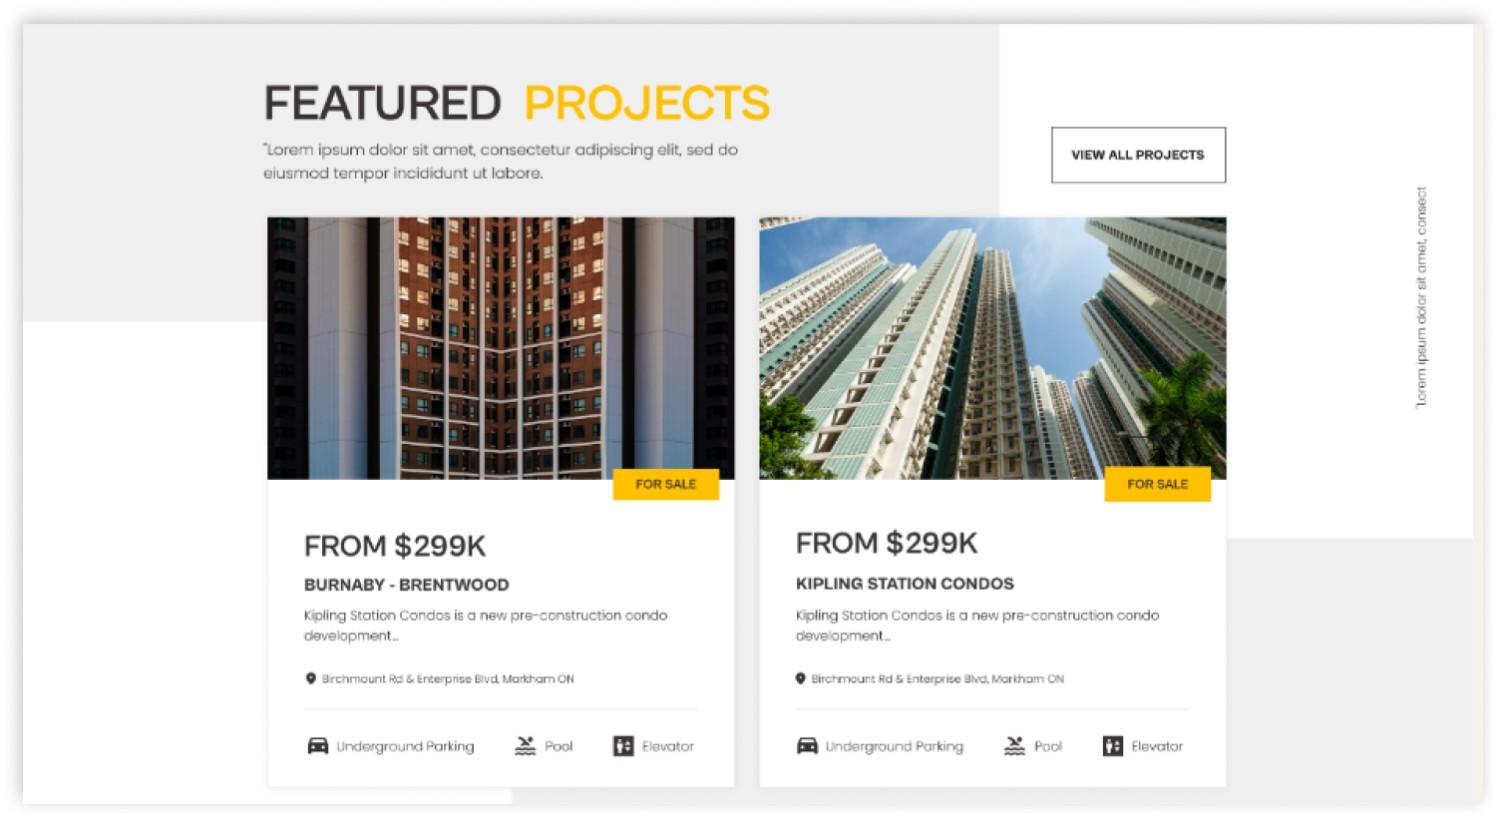 FEATURED PROJECTS
"Lorem ipsum dolor sit amet, consectetur adipiscing elit, sed do
eiusmod tempor incididunt ut labore.
VIEW ALL PROJECTS
"Lorem ipsum dolor sit amet, consect
FOR SALE
FROM $299K
BURNABY - BRENTWOOD
Kipling Station Condos is a new pre-construction condo
development...
Birchmount Rd & Enterprise Blvd, Markham ON
Underground Parking
Pool
Elevator
FOR SALE
FROM $299K
KIPLING STATION CONDOS
Kipling Station Condos is a new pre-construction condo
development...
Birchmount Rd & Enterprise Blvd, Markham ON
Underground Parking
Pool
Elevator